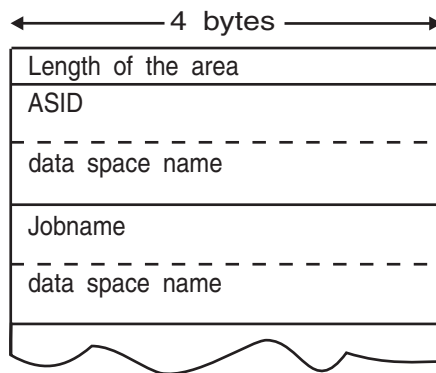 4 bytes
Length of the area
ASID
data space name
Jobname
data space name